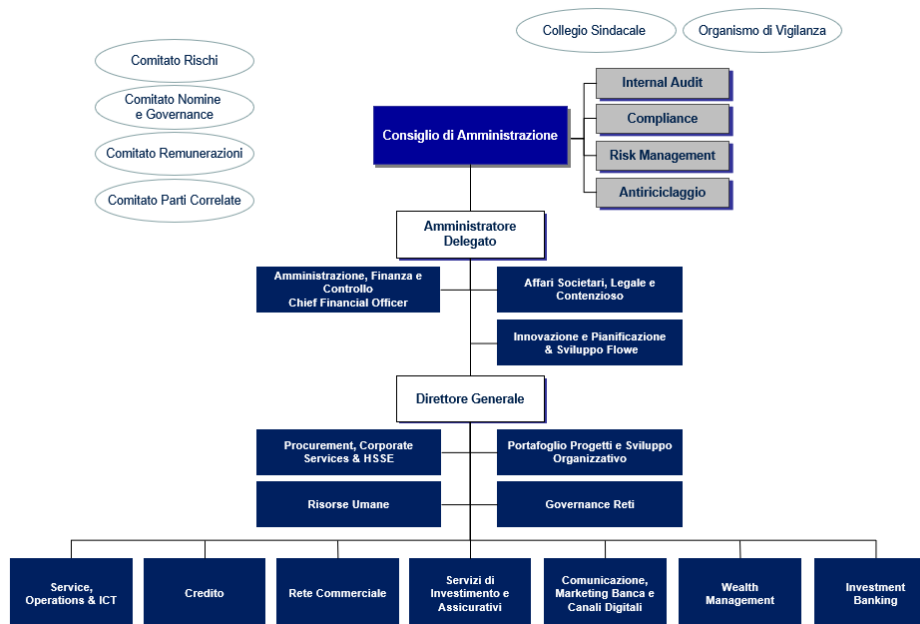 Collegio Sindacale
Organismo di Vigilanza
Comitato Rischi
Comitato Nomine
e Governance
Comitato Remunerazioni
Comitato Parti Correlate
Consiglio di Amministrazione
Internal Audit
Compliance
Risk Management
Antiriciclaggio
Amministratore
Delegato
Amministrazione, Finanza e
Controllo
Chief Financial Officer
Affari Societari, Legale e
Contenzioso
Innovazione e Pianificazione
& Sviluppo Flowe
Direttore Generale
Procurement, Corporate
Services & HSSE
Portafoglio Progetti e Sviluppo
Organizzativo
Risorse Umane
Governance Reti
Service,
Operations & ICT
Credito
Rete Commerciale
Servizi di
Investimento e
Assicurativi
Comunicazione,
Marketing Banca e
Canali Digitali
Wealth
Management
Investment
Banking